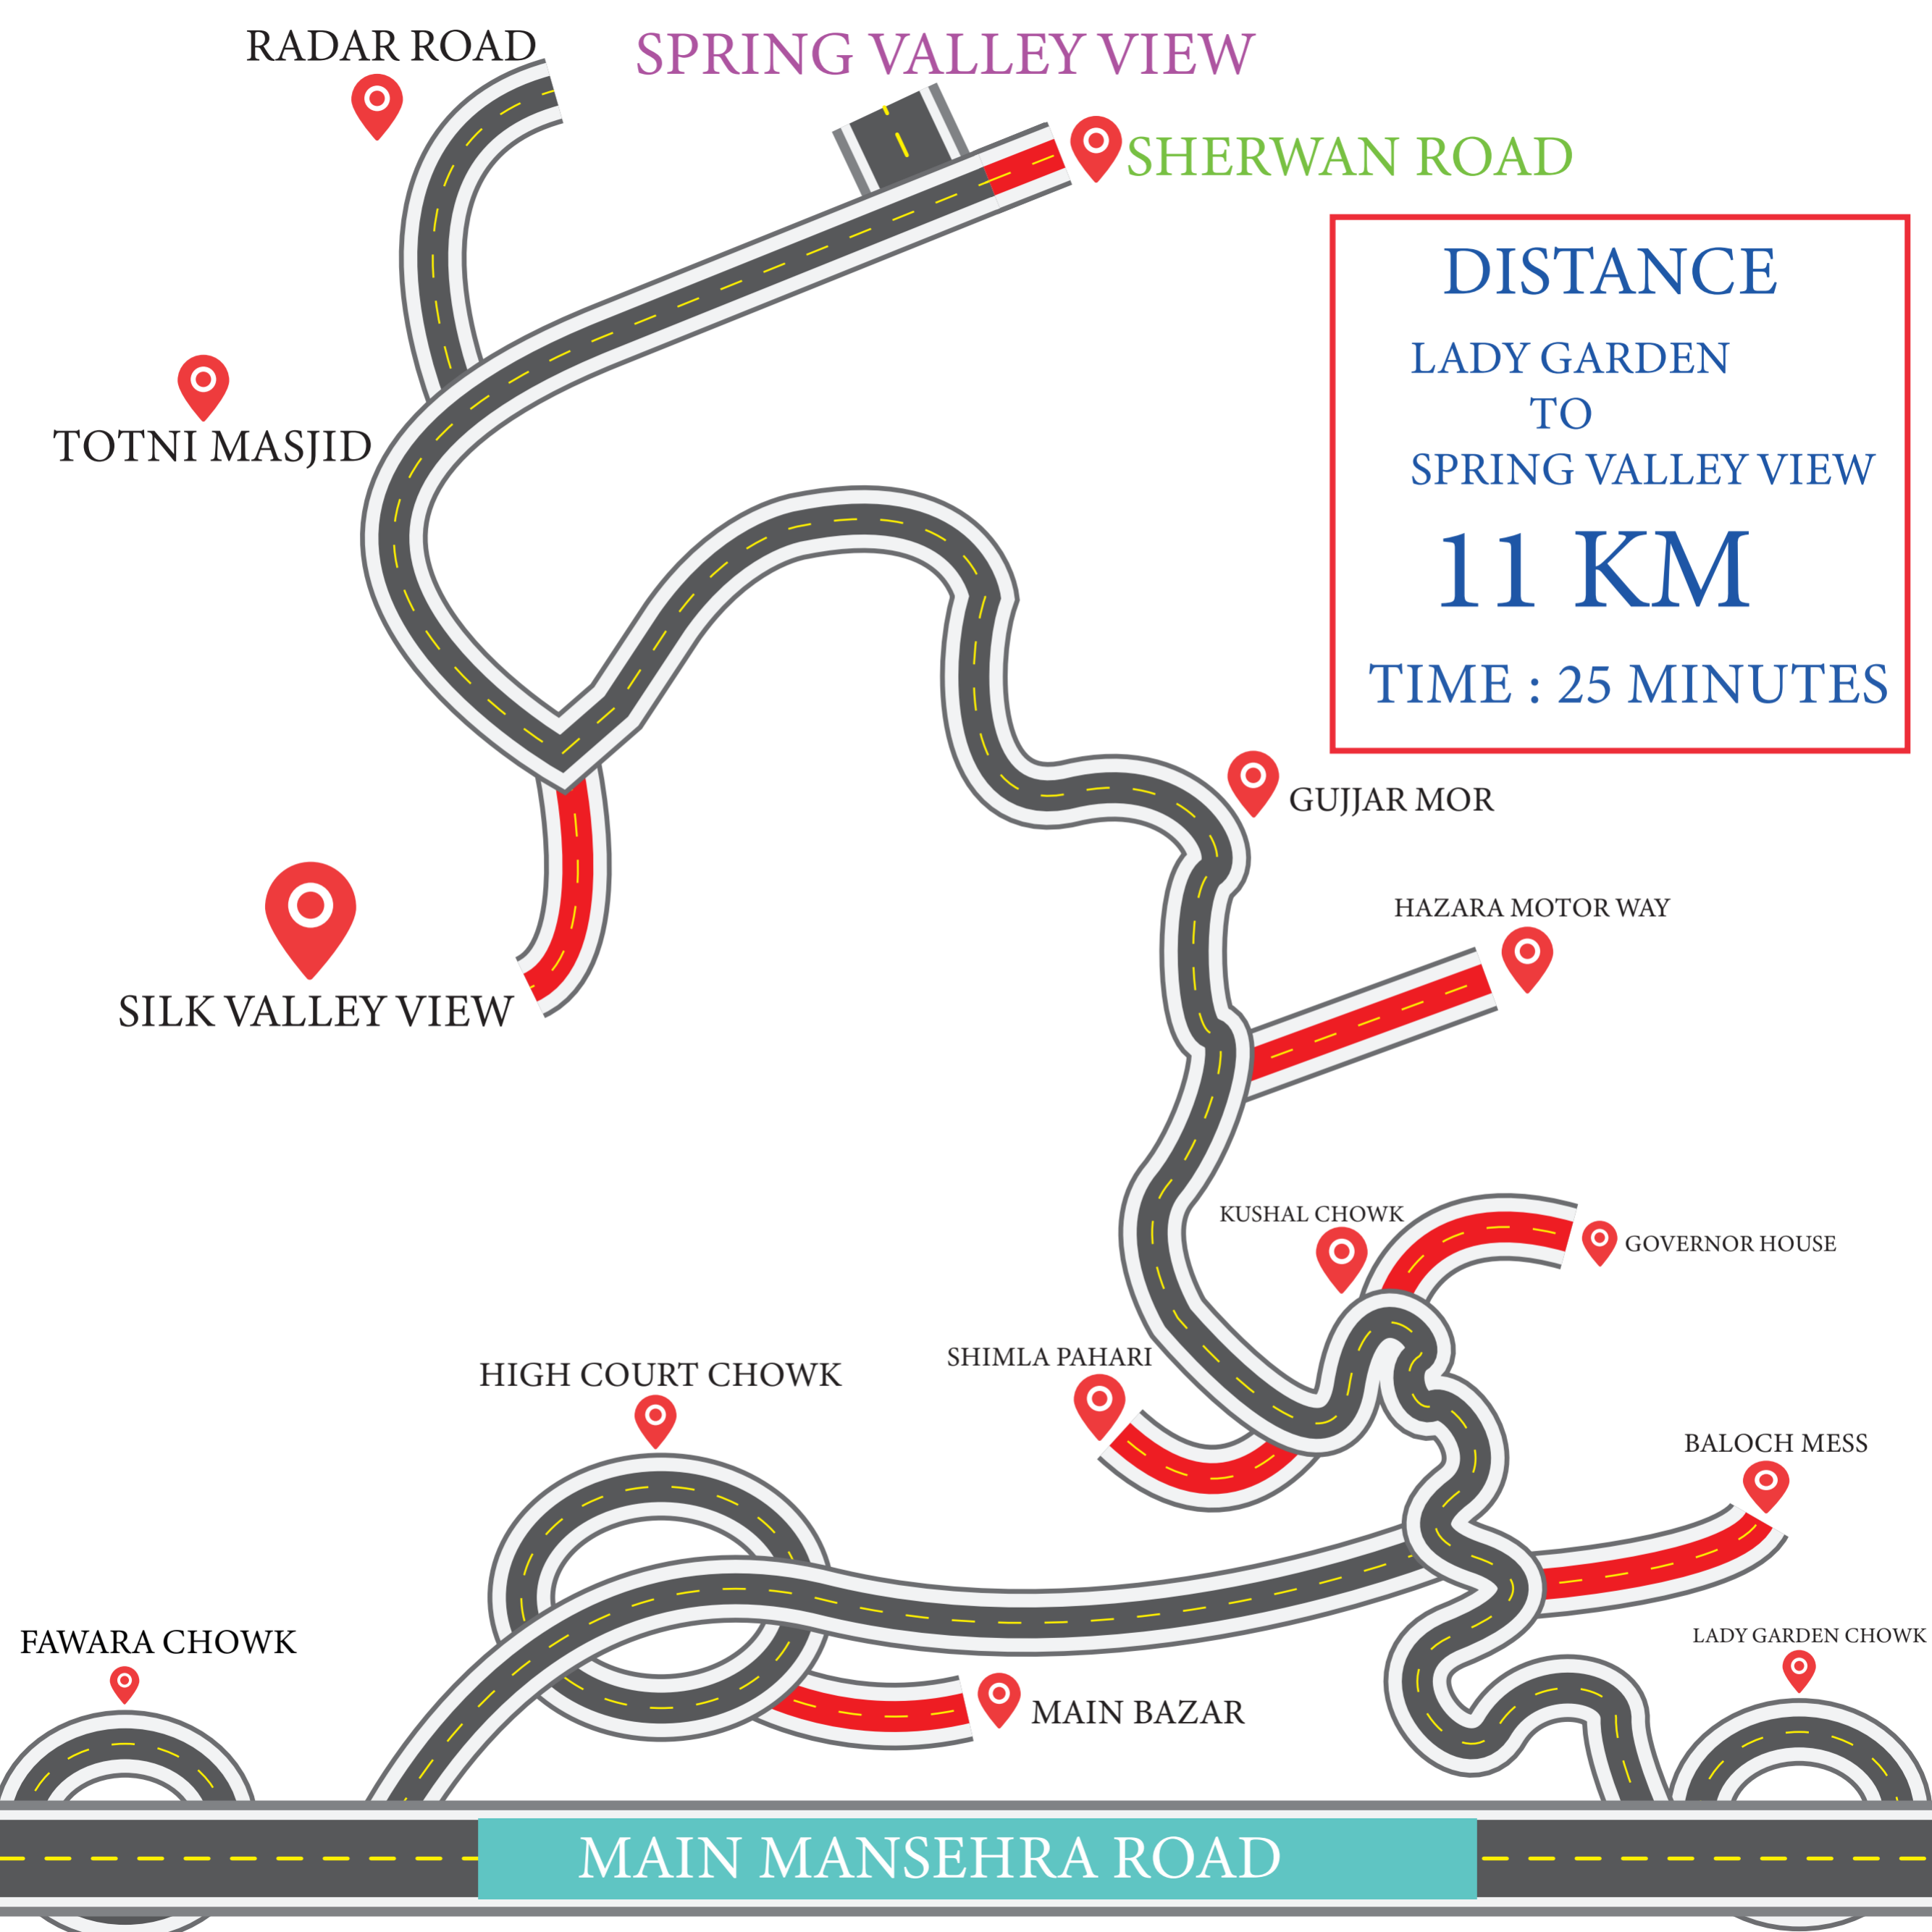 RADAR ROAD
SPRING VALLEY VIEW
SHERWAN ROAD
DISTANCE
LADY GARDEN
TO
SPRING VALLEY VIEW
11 KM
TIME : 25 MINUTES
TOTNI MASJID
GUJJAR MOR
HAZARA MOTOR WAY
SILK VALLEY VIEW
KUSHAL CHOWK
GOVERNOR HOUSE
SHIMLA PAHARI
HIGH COURT CHOWK
BALOCH MESS
FAWARA CHOWK
LADY GARDEN CHOWK
MAIN BAZAR
MAIN MANSEHRA ROAD